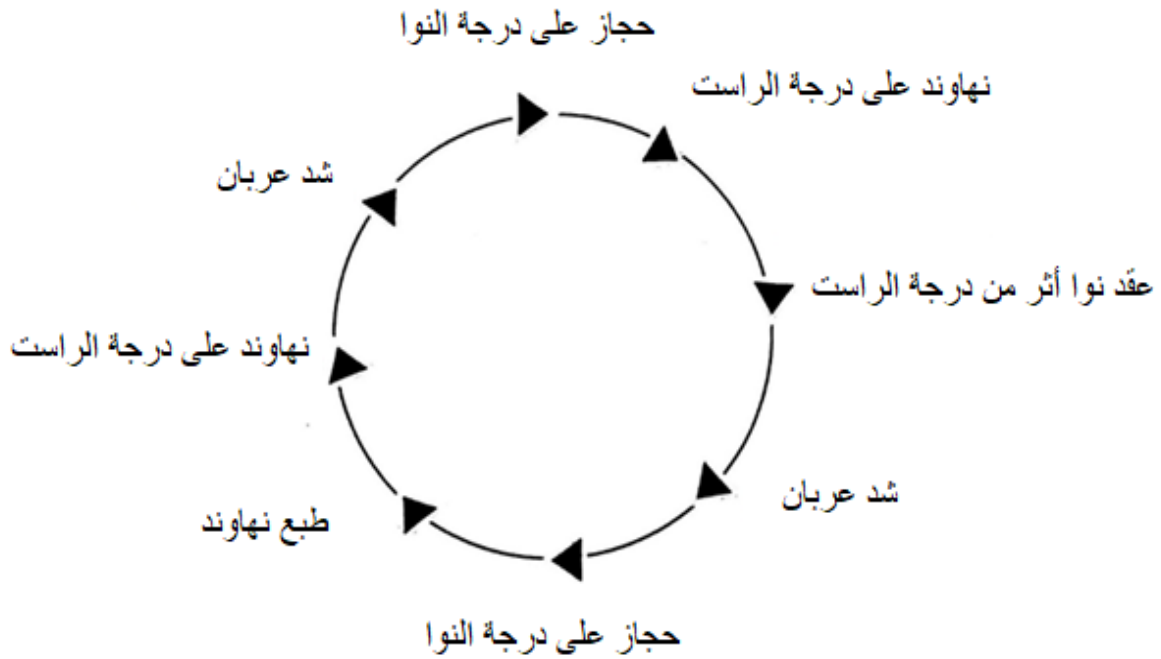 حجاز على درجة النوا
نهاوند على درجة الراست
عقد نوا أثر من درجة الراست
شد عربان
حجاز على درجة النوا
طبع نهاوند
نهاوند على درجة الراست
شد عربان